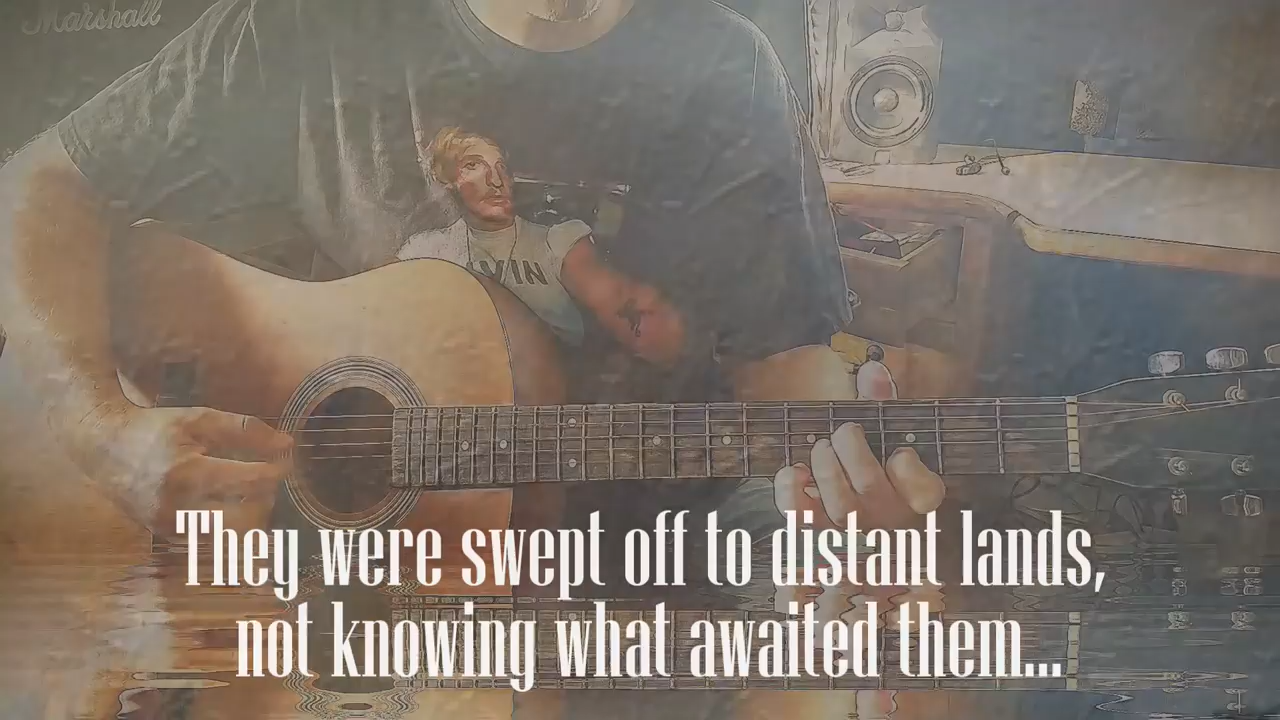 Marshall
They were swept off to distant lands,
not knowing what awaited them...